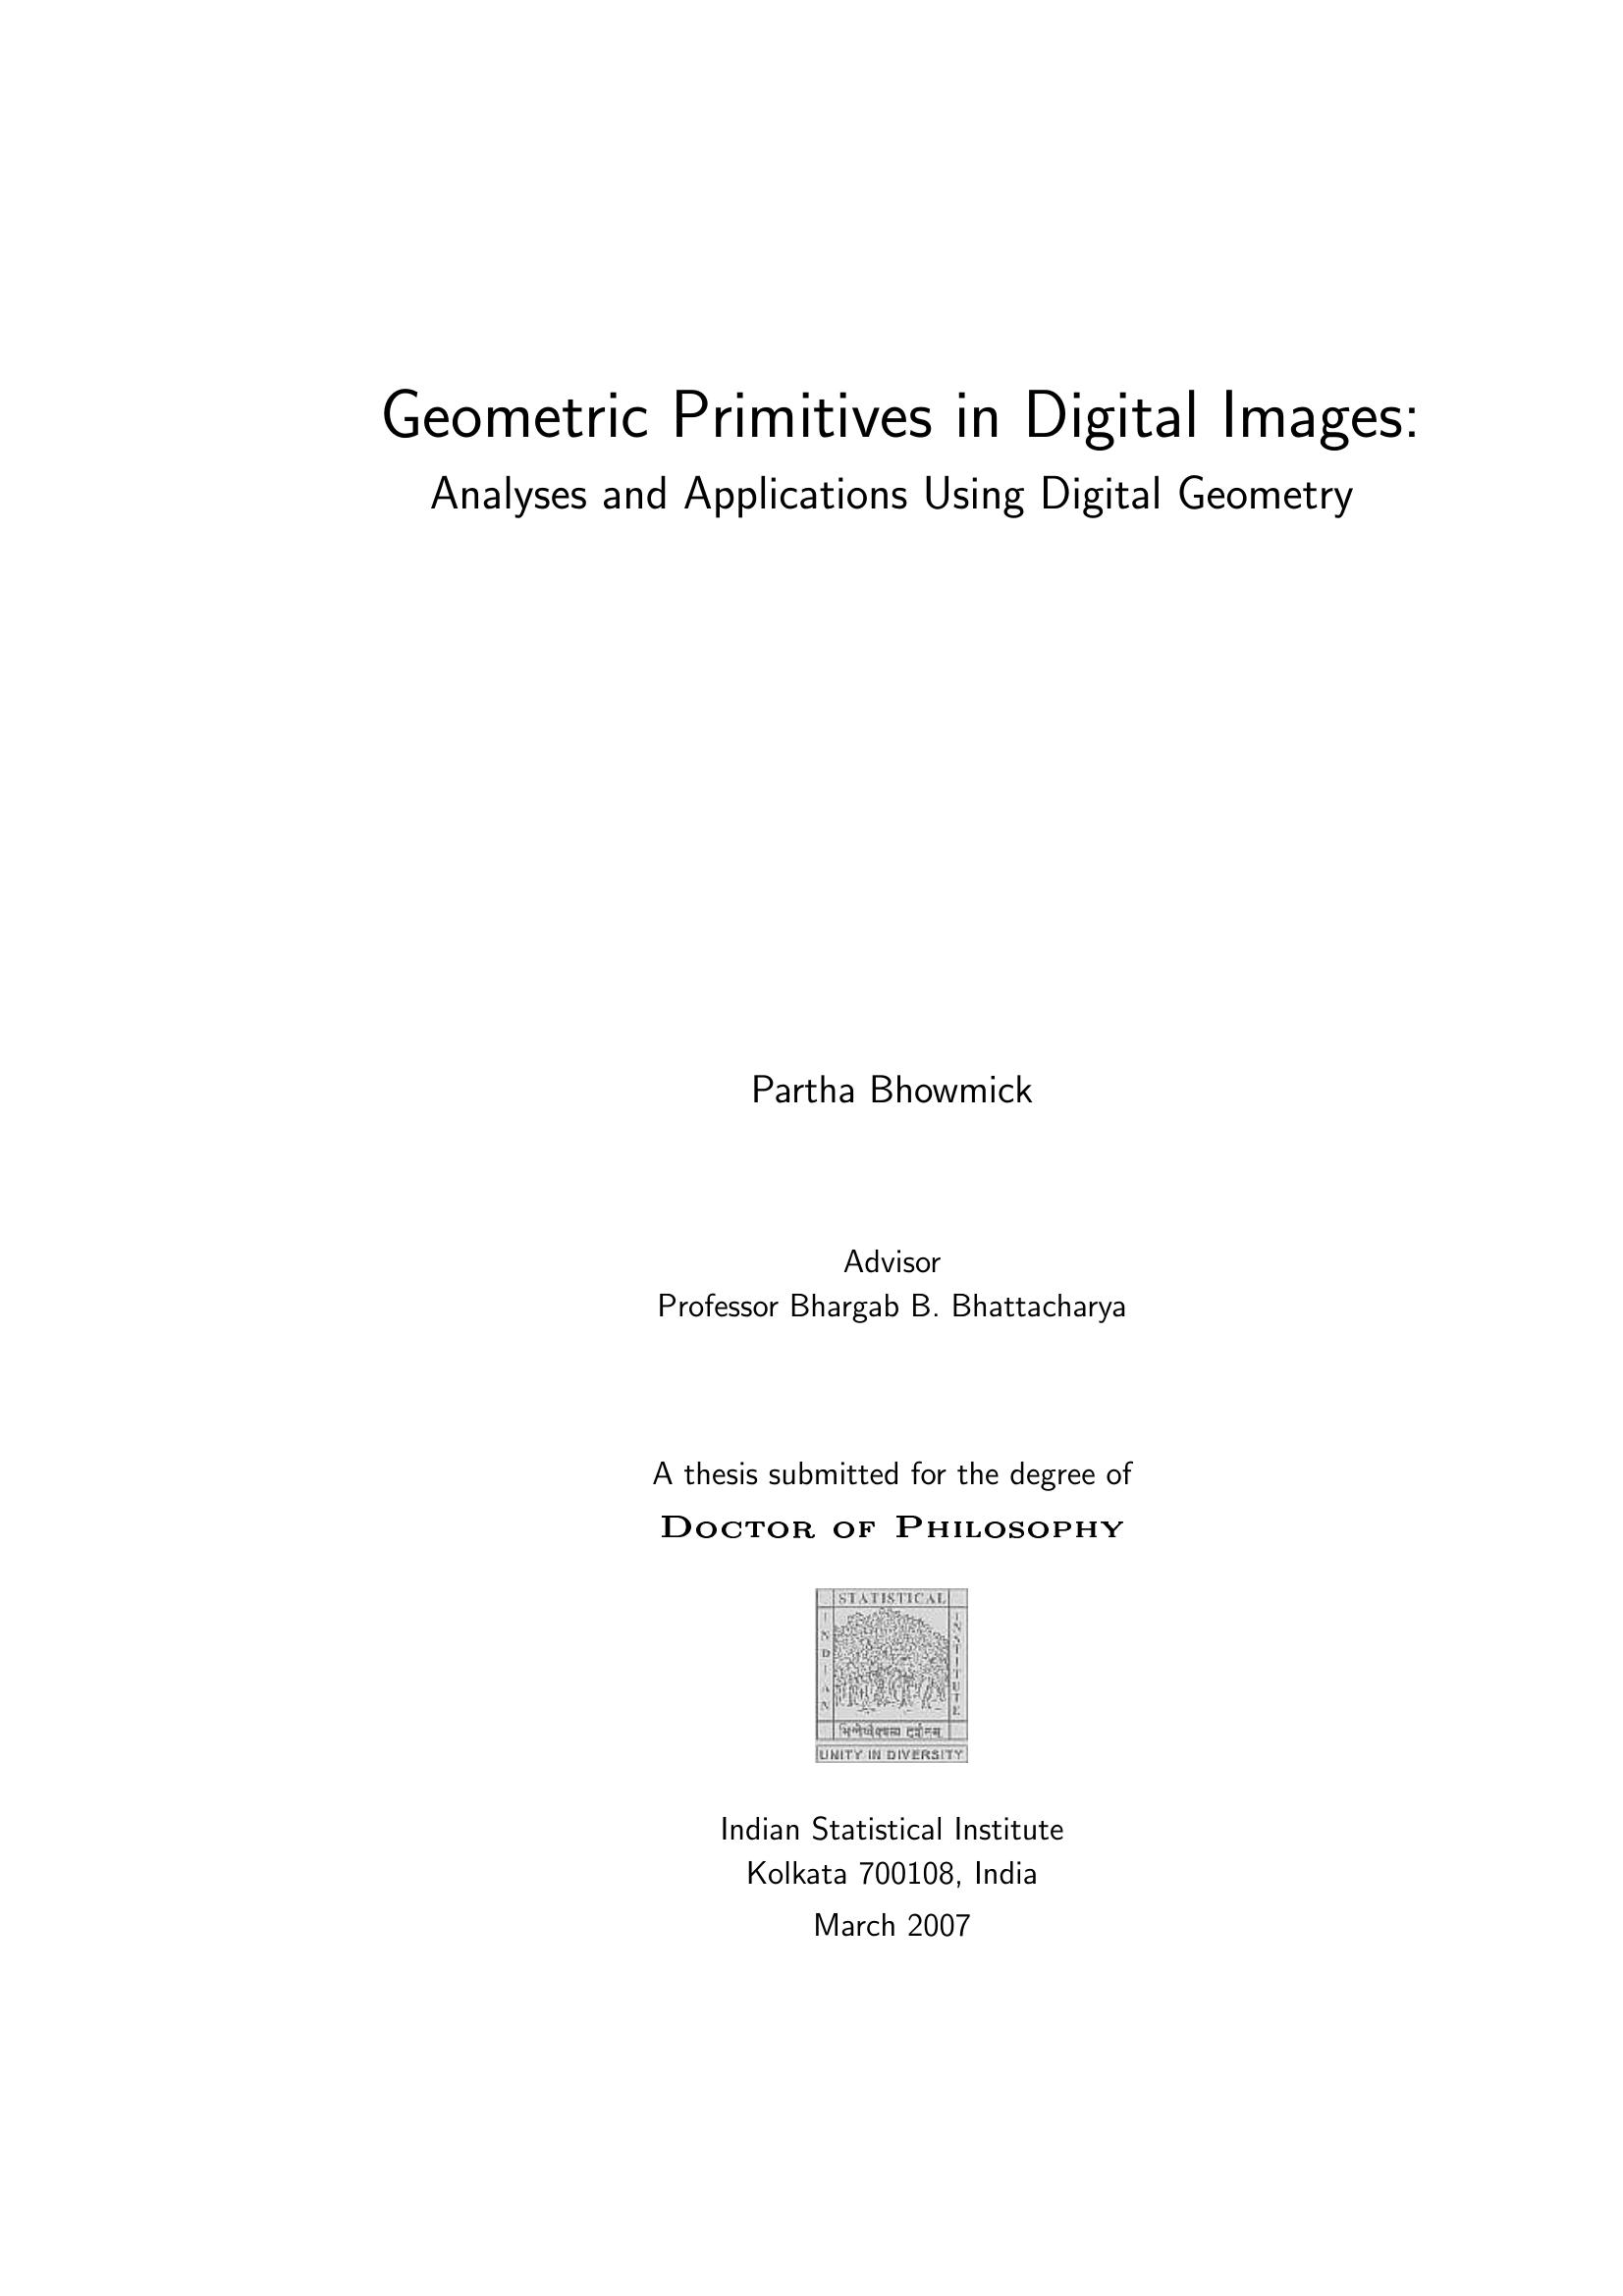 Geometric Primitives in Digital Images:
Analyses and Applications Using Digital Geometry
Partha Bhowmick
Advisor
Professor Bhargab B. Bhattacharya
A thesis submitted for the degree of
Doctor of Philosophy
STATISTICAL
INDIAN
INSTITUTE
UNITY IN DIVERSITY
Indian Statistical Institute
Kolkata 700108, India
March 2007